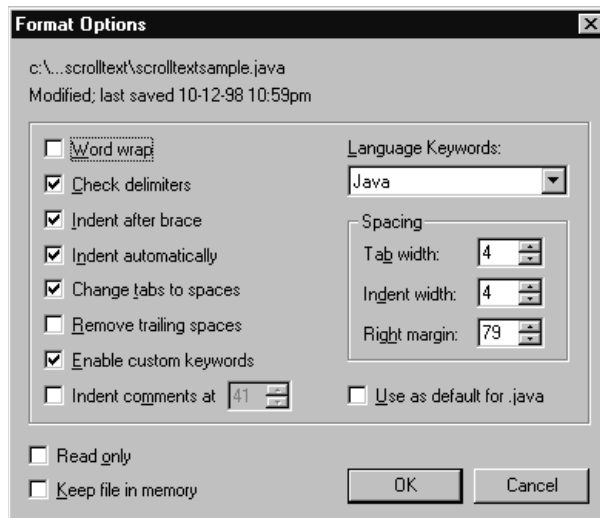 Format Options
c:\...scrolltext\scrolltextsample.java
Modified; last saved 10-12-98 10:59pm
Word wrap
Check delimiters
Indent after brace
Indent automatically
Change tabs to spaces
Remove trailing spaces
Enable custom keywords
Indent comments at 41
Language Keywords:
Java
Spacing
Tab width: 4
Indent width: 4
Right margin: 79
Use as default for .java
Read only
Keep file in memory
OK Cancel